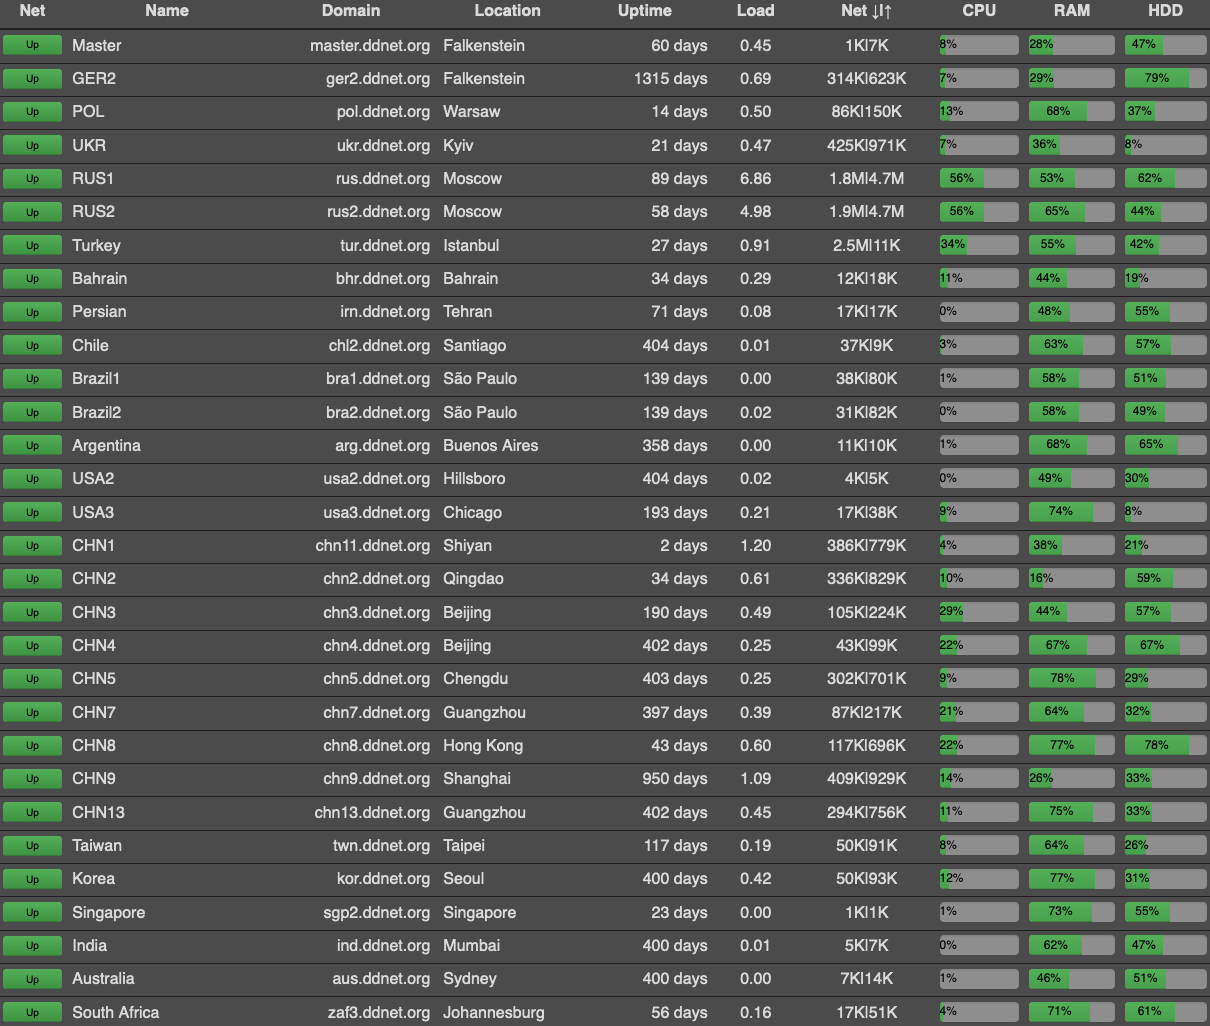 Net Name Domain Location Uptime Load Net ↓|↑ CPU RAM HDD
Up Master master.ddnet.org Falkenstein 60 days 0.45 1K|7K 8% 28% 47%
Up GER2 ger2.ddnet.org Falkenstein 1315 days 0.69 314K|623K 7% 29% 79%
Up POL pol.ddnet.org Warsaw 14 days 0.50 86K|150K 13% 68% 37%
Up UKR ukr.ddnet.org Kyiv 21 days 0.47 425K|971K 7% 36% 8%
Up RUS1 rus.ddnet.org Moscow 89 days 6.86 1.8M|4.7M 56% 53% 62%
Up RUS2 rus2.ddnet.org Moscow 58 days 4.98 1.9M|4.7M 56% 65% 44%
Up Turkey tur.ddnet.org Istanbul 27 days 0.91 2.5M|11K 34% 55% 42%
Up Bahrain bhr.ddnet.org Bahrain 34 days 0.29 12K|18K 11% 44% 19%
Up Persian irn.ddnet.org Tehran 71 days 0.08 17K|17K 0% 48% 55%
Up Chile chl2.ddnet.org Santiago 404 days 0.01 37K|9K 3% 63% 57%
Up Brazil1 bra1.ddnet.org São Paulo 139 days 0.00 38K|80K 1% 58% 51%
Up Brazil2 bra2.ddnet.org São Paulo 139 days 0.02 31K|82K 0% 58% 49%
Up Argentina arg.ddnet.org Buenos Aires 358 days 0.00 11K|10K 1% 68% 65%
Up USA2 usa2.ddnet.org Hillsboro 404 days 0.02 4K|5K 0% 49% 30%
Up USA3 usa3.ddnet.org Chicago 193 days 0.21 17K|38K 9% 74% 8%
Up CHN1 chn11.ddnet.org Shiyan 2 days 1.20 386K|779K 4% 38% 21%
Up CHN2 chn2.ddnet.org Qingdao 34 days 0.61 336K|829K 10% 16% 59%
Up CHN3 chn3.ddnet.org Beijing 190 days 0.49 105K|224K 29% 44% 57%
Up CHN4 chn4.ddnet.org Beijing 402 days 0.25 43K|99K 22% 67% 67%
Up CHN5 chn5.ddnet.org Chengdu 403 days 0.25 302K|701K 9% 78% 29%
Up CHN7 chn7.ddnet.org Guangzhou 397 days 0.39 87K|217K 21% 64% 32%
Up CHN8 chn8.ddnet.org Hong Kong 43 days 0.60 117K|696K 22% 77% 78%
Up CHN9 chn9.ddnet.org Shanghai 950 days 1.09 409K|929K 14% 26% 33%
Up CHN13 chn13.ddnet.org Guangzhou 402 days 0.45 294K|756K 11% 75% 33%
Up Taiwan twn.ddnet.org Taipei 117 days 0.19 50K|91K 8% 64% 26%
Up Korea kor.ddnet.org Seoul 400 days 0.42 50K|93K 12% 77% 31%
Up Singapore sgp2.ddnet.org Singapore 23 days 0.00 1K|1K 1% 73% 55%
Up India ind.ddnet.org Mumbai 400 days 0.01 5K|7K 0% 62% 47%
Up Australia aus.ddnet.org Sydney 400 days 0.00 7K|14K 1% 46% 51%
Up South Africa zaf3.ddnet.org Johannesburg 56 days 0.16 17K|51K 4% 71% 61%